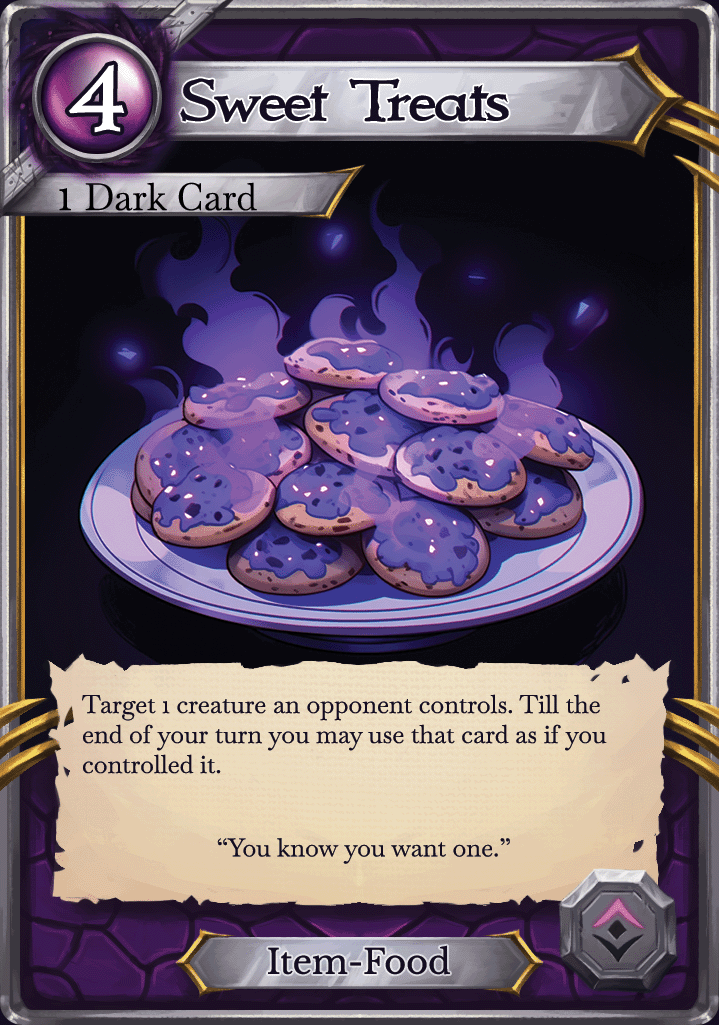 4
Sweet Treats
1 Dark Card
Target 1 creature an opponent controls. Till the
end of your turn you may use that card as if you
controlled it.
“You know you want one.”
Item-Food